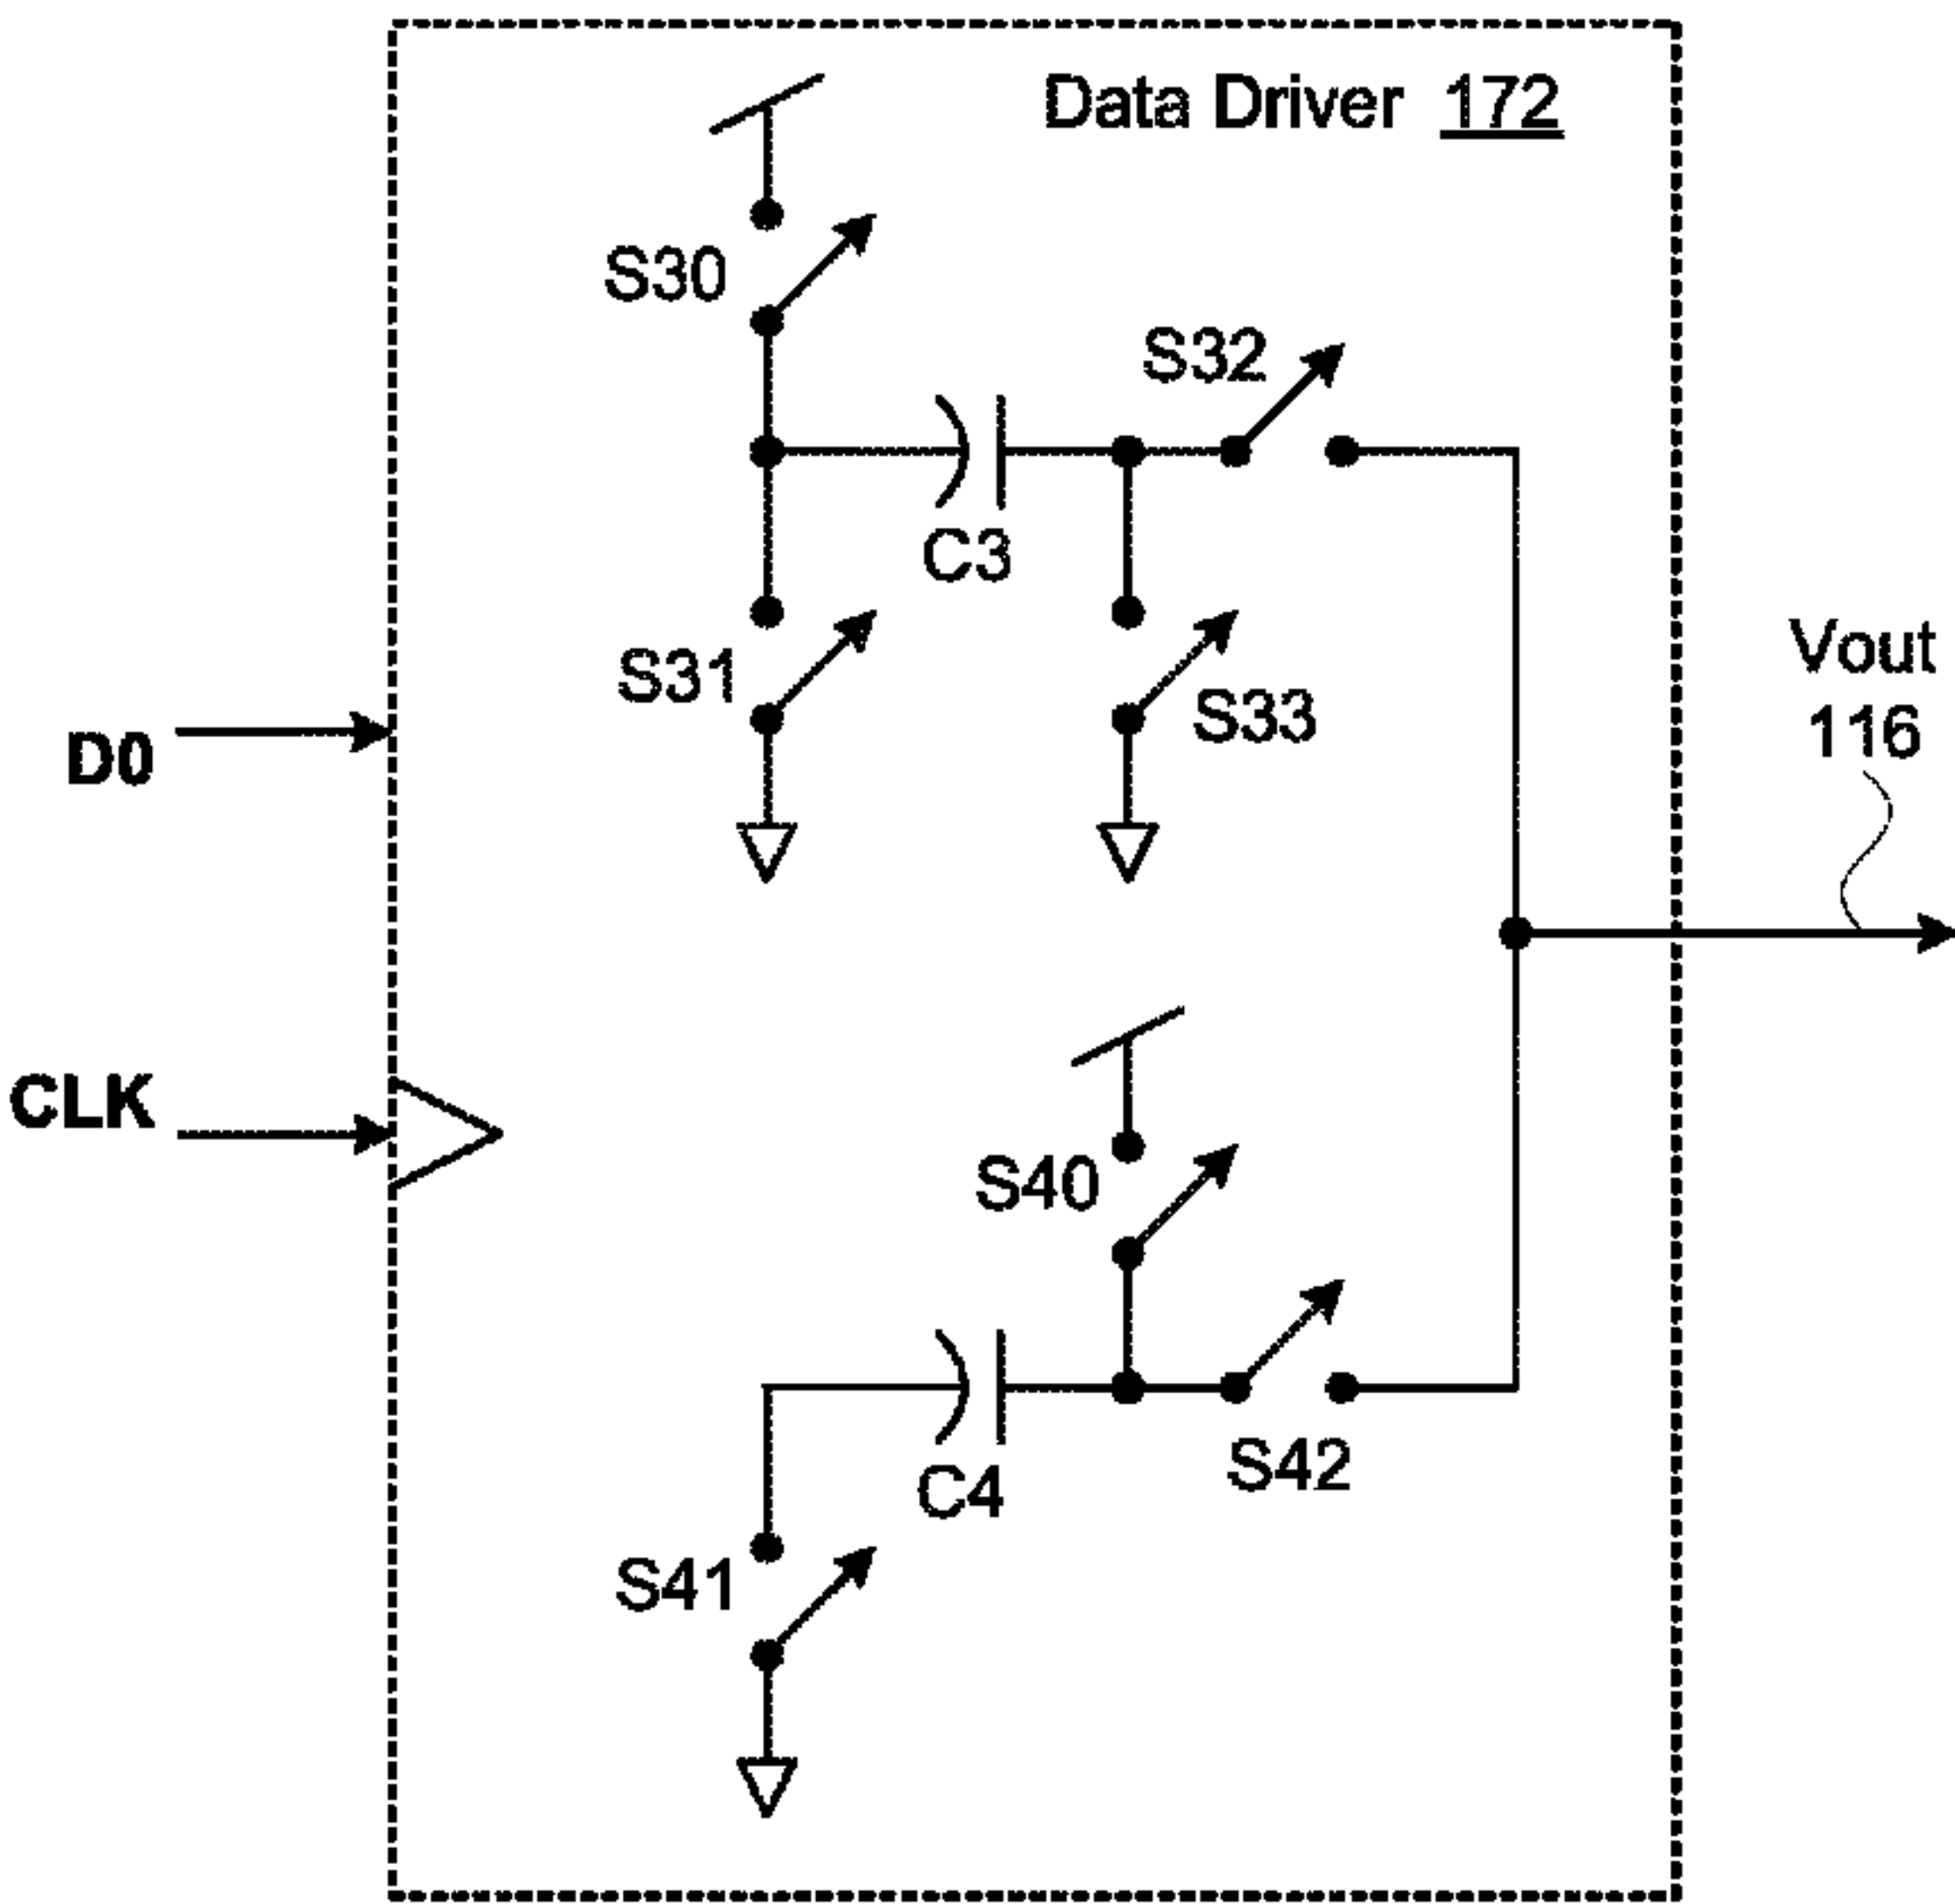 Data Driver 172
S30
S32
C3
S31
S33
Vout
116
D0
CLK
S40
S42
C4
S41